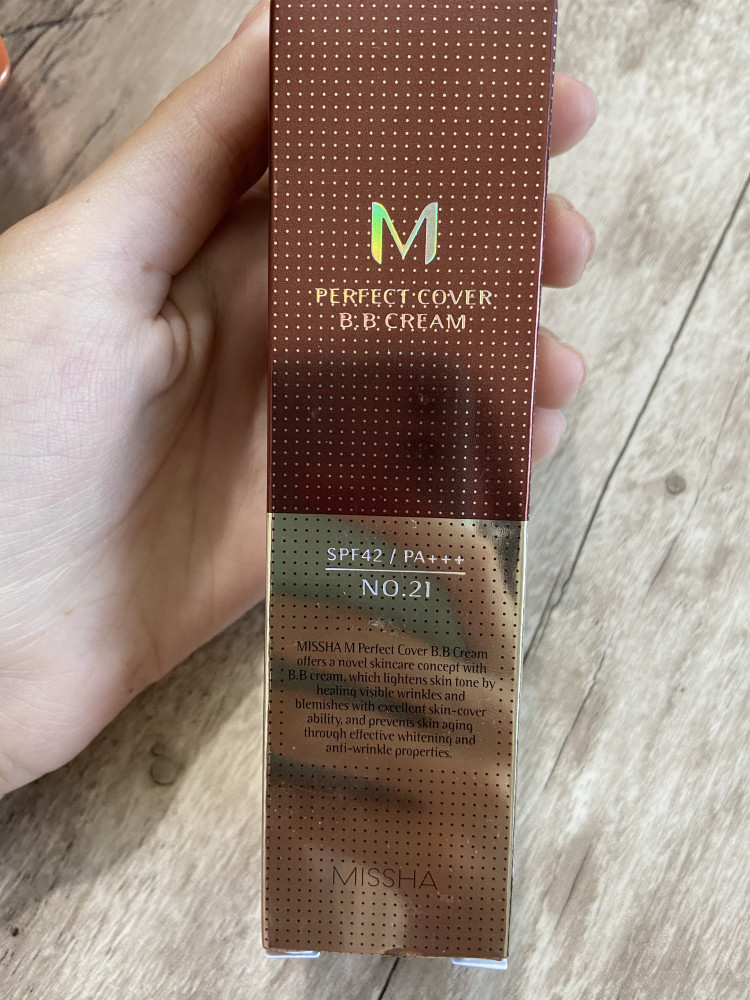 M
PERFECT COVER
B.B CREAM
SPF42 / PA+++
NO.21
MISSHA M Perfect Cover B.B Cream
offers a novel skincare concept with
B.B cream, which lightens skin tone by
healing visible wrinkles and
blemishes with excellent skin-cover
ability, and prevents skin aging
through effective whitening and
anti-wrinkle properties.
MISSHA